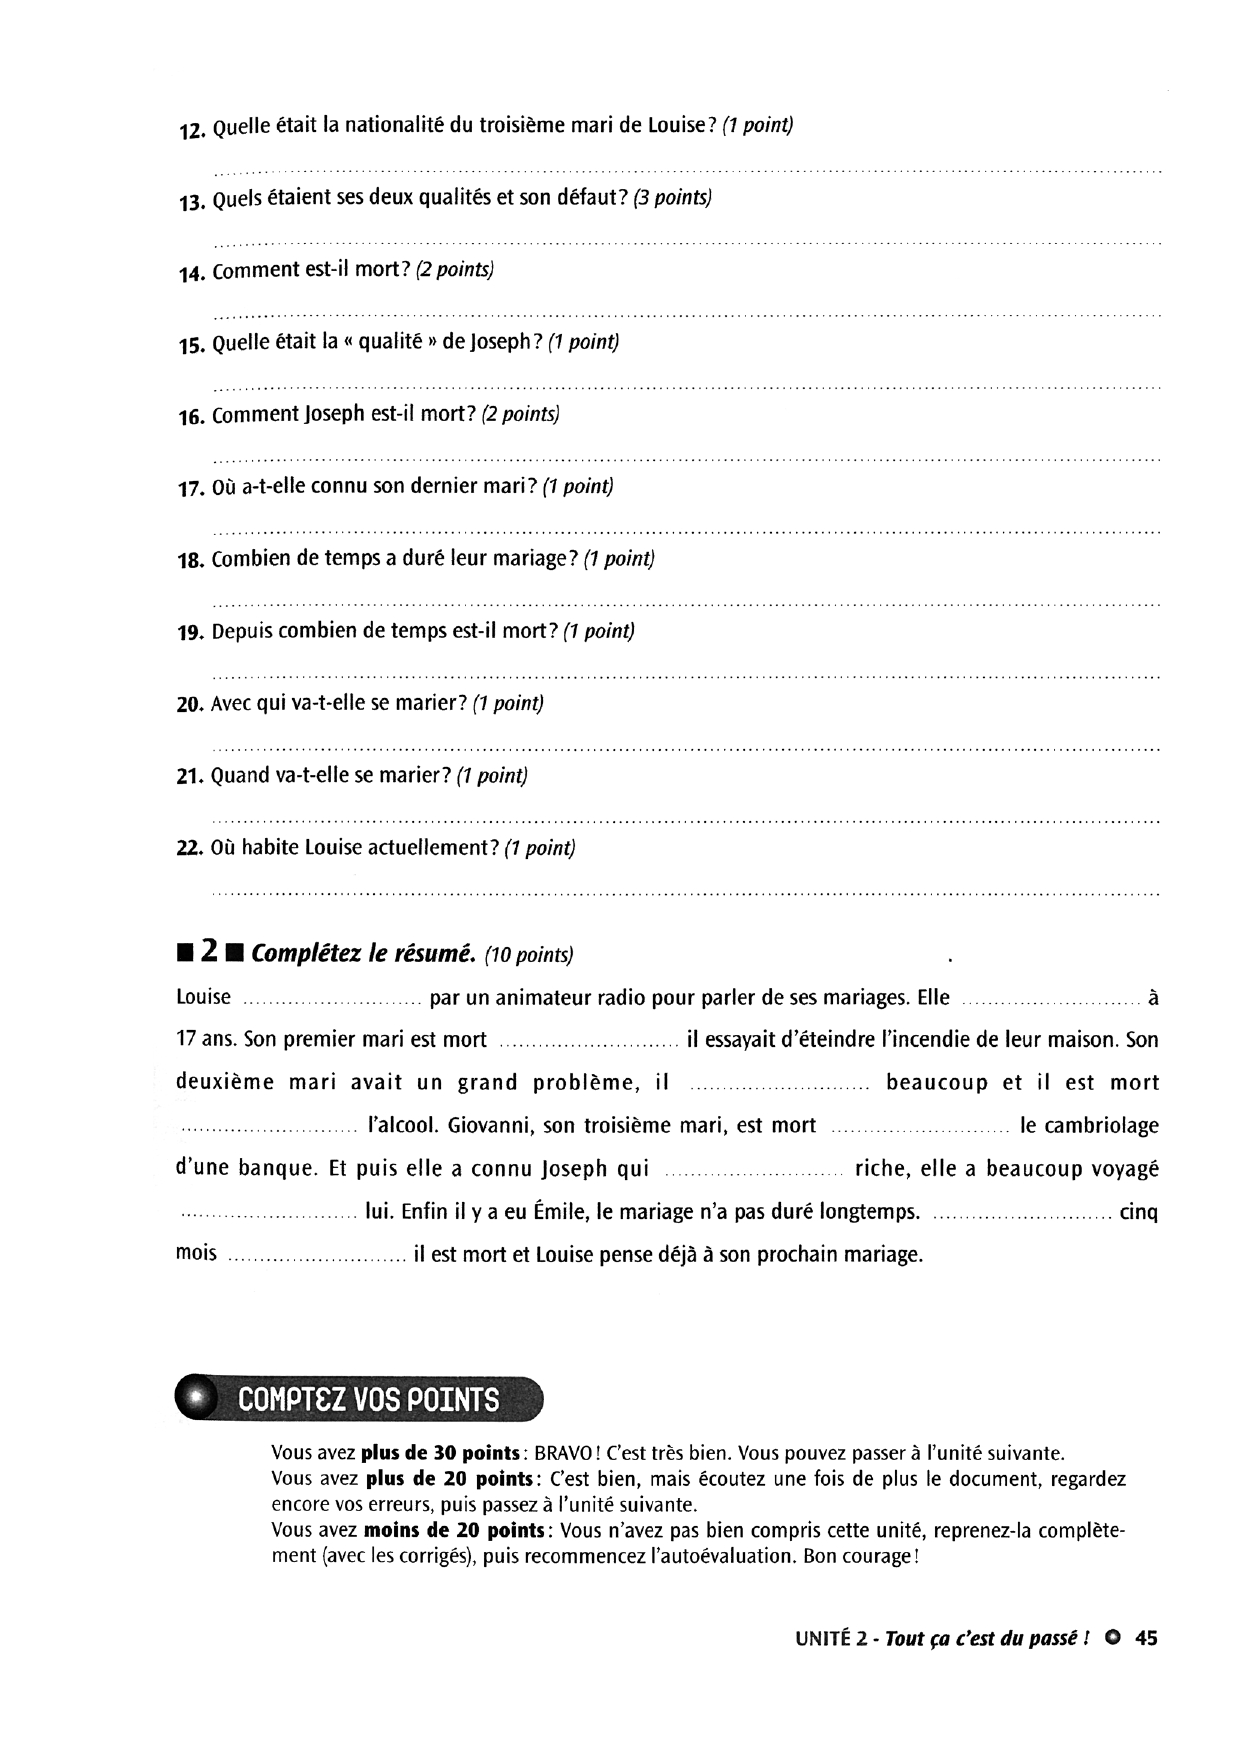 12. Quelle était la nationalité du troisième mari de Louise? (1 point)
13. Quels étaient ses deux qualités et son défaut? (3 points)
14. Comment est-il mort? (2 points)
15. Quelle était la « qualité » de Joseph? (1 point)
16. Comment Joseph est-il mort? (2 points)
17. Où a-t-elle connu son dernier mari? (1 point)
18. Combien de temps a duré leur mariage? (1 point)
19. Depuis combien de temps est-il mort? (1 point)
20. Avec qui va-t-elle se marier? (1 point)
21. Quand va-t-elle se marier? (1 point)
22. Où habite Louise actuellement? (1 point)
■ 2 ■ Complétez le résumé. (10 points)
Louise ............................ par un animateur radio pour parler de ses mariages. Elle ............................ à
17 ans. Son premier mari est mort ............................ il essayait d'éteindre l'incendie de leur maison. Son
deuxième mari avait un grand problème, il ............................ beaucoup et il est mort
............................ l'alcool. Giovanni, son troisième mari, est mort ............................ le cambriolage
d'une banque. Et puis elle a connu Joseph qui ............................ riche, elle a beaucoup voyagé
............................ lui. Enfin il y a eu Émile, le mariage n'a pas duré longtemps. ............................ cinq
mois ............................ il est mort et Louise pense déjà à son prochain mariage.
COMPTEZ VOS POINTS
Vous avez plus de 30 points: BRAVO! C'est très bien. Vous pouvez passer à l'unité suivante.
Vous avez plus de 20 points: C'est bien, mais écoutez une fois de plus le document, regardez
encore vos erreurs, puis passez à l'unité suivante.
Vous avez moins de 20 points: Vous n'avez pas bien compris cette unité, reprenez-la complète-
ment (avec les corrigés), puis recommencez l'autoévaluation. Bon courage!
UNITÉ 2 - Tout ça c'est du passé ! 45